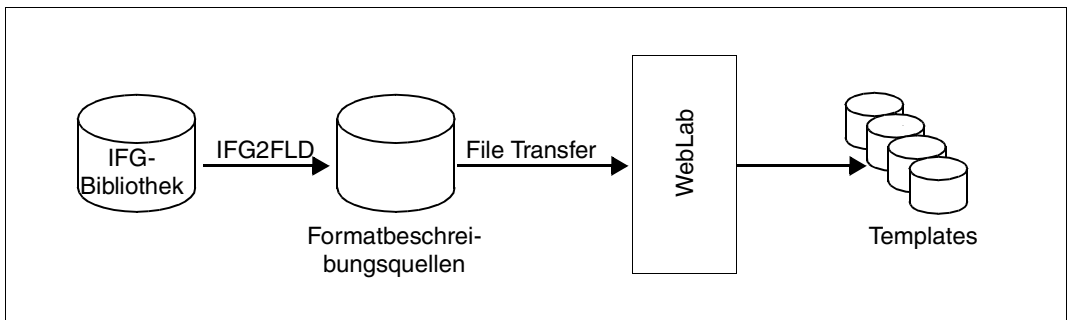 IFG-
Bibliothek
IFG2FLD
Formatbeschrei-
bungsquellen
File Transfer
WebLab
Templates